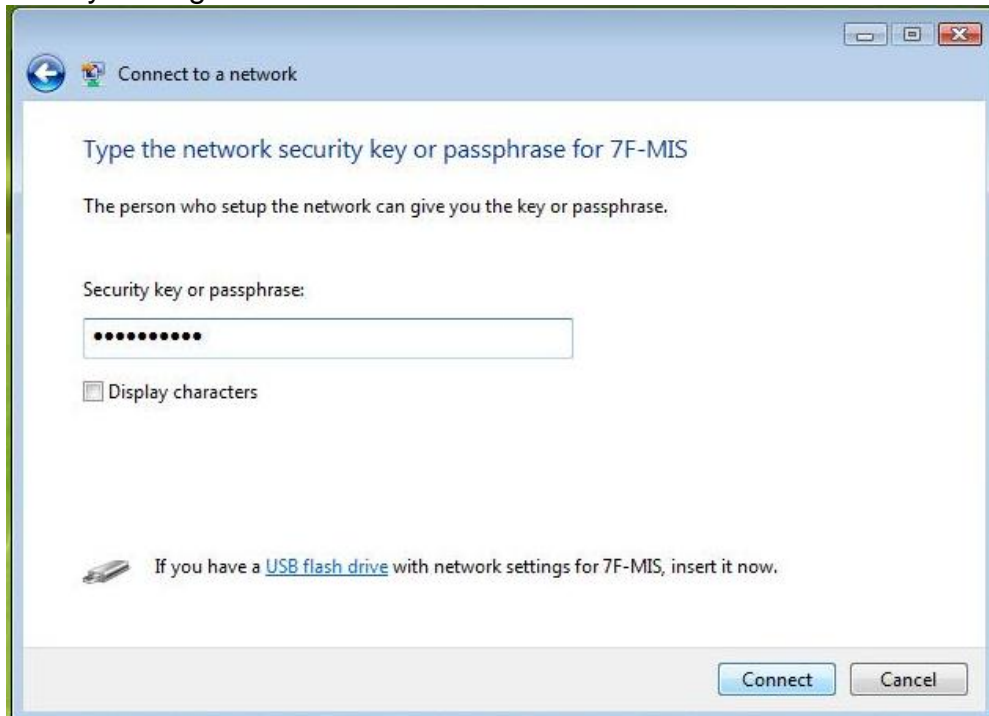 Connect to a network
Type the network security key or passphrase for 7F-MIS
The person who setup the network can give you the key or passphrase.
Security key or passphrase:
••••••••••
Display characters
If you have a USB flash drive with network settings for 7F-MIS, insert it now.
Connect Cancel